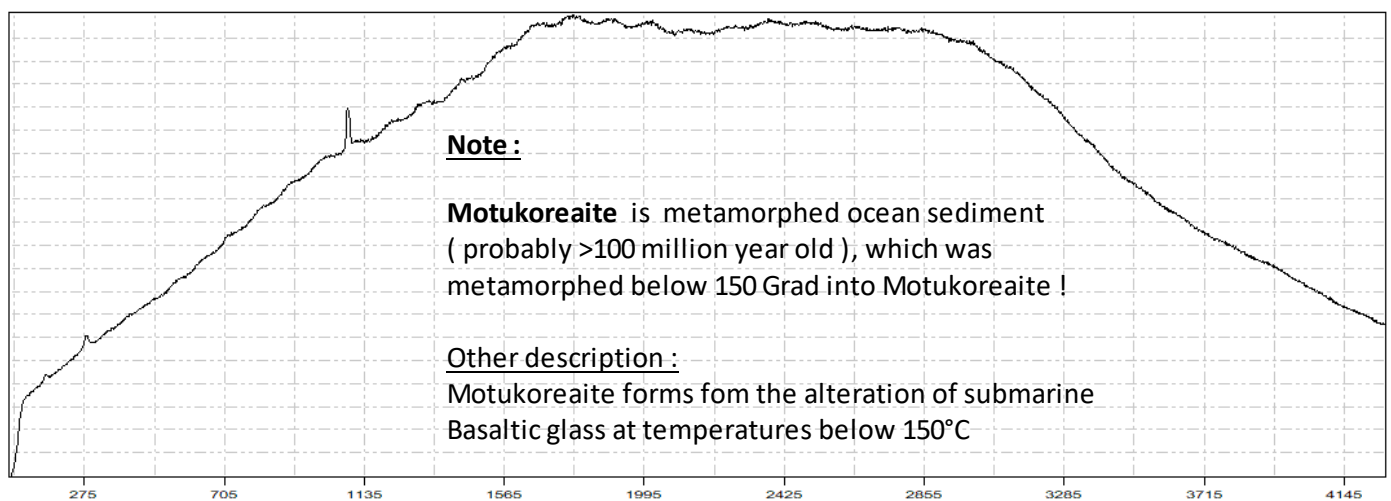 Note :
Motukoreaite is metamorphed ocean sediment
( probably >100 million year old ), which was
metamorphed below 150 Grad into Motukoreaite !
Other description :
Motukoreaite forms fom the alteration of submarine
Basaltic glass at temperatures below 150°C
275 705 1135 1565 1995 2425 2855 3285 3715 4145